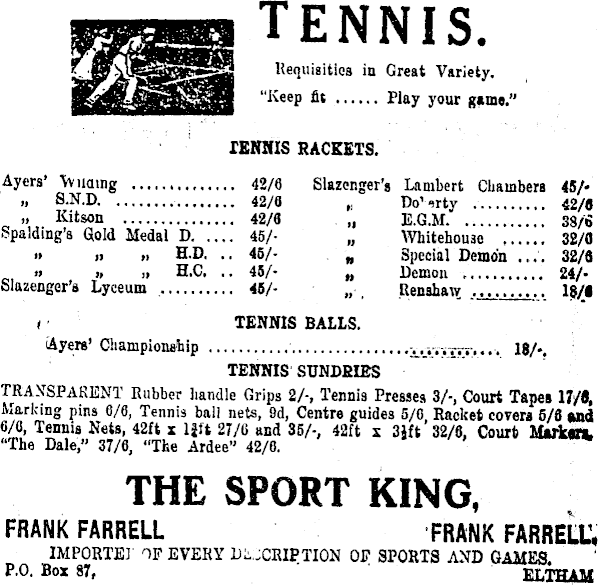 TENNIS.
Requisities in Great Variety.
"Keep fit ...... Play your game."
TENNIS RACKETS.
Ayers' Wilding .............. 42/6
„ S.N.D. ................ 42/6
„ Kitson ................ 42/6
Spalding's Gold Medal D. .... 45/-
„ „ „ H.D. .. 45/-
„ „ „ H.C. .. 45/-
Slazenger's Lyceum .......... 45/-
Slazenger's Lambert Chambers 45/-
„ Doherty .......... 42/6
„ E.G.M. .......... 38/6
„ Whitehouse ...... 32/6
„ Special Demon .... 32/6
„ Demon ........... 24/-
„ Renshaw .......... 18/6
TENNIS BALLS.
Ayers' Championship ........................................ 18/-.
TENNIS SUNDRIES
TRANSPARENT Rubber handle Grips 2/-, Tennis Presses 3/-, Court Tapes 17/6,
Marking pins 6/6, Tennis ball nets, 9d, Centre guides 5/6, Racket covers 5/6 and
6/6, Tennis Nets, 42ft x 1¾ft 27/6 and 35/-, 42ft x 3½ft 32/6, Court Markers,
"The Dale," 37/6, "The Ardee" 42/6.
THE SPORT KING,
FRANK FARRELL FRANK FARRELL,
IMPORTER OF EVERY DESCRIPTION OF SPORTS AND GAMES.
P.O. Box 87, ELTHAM